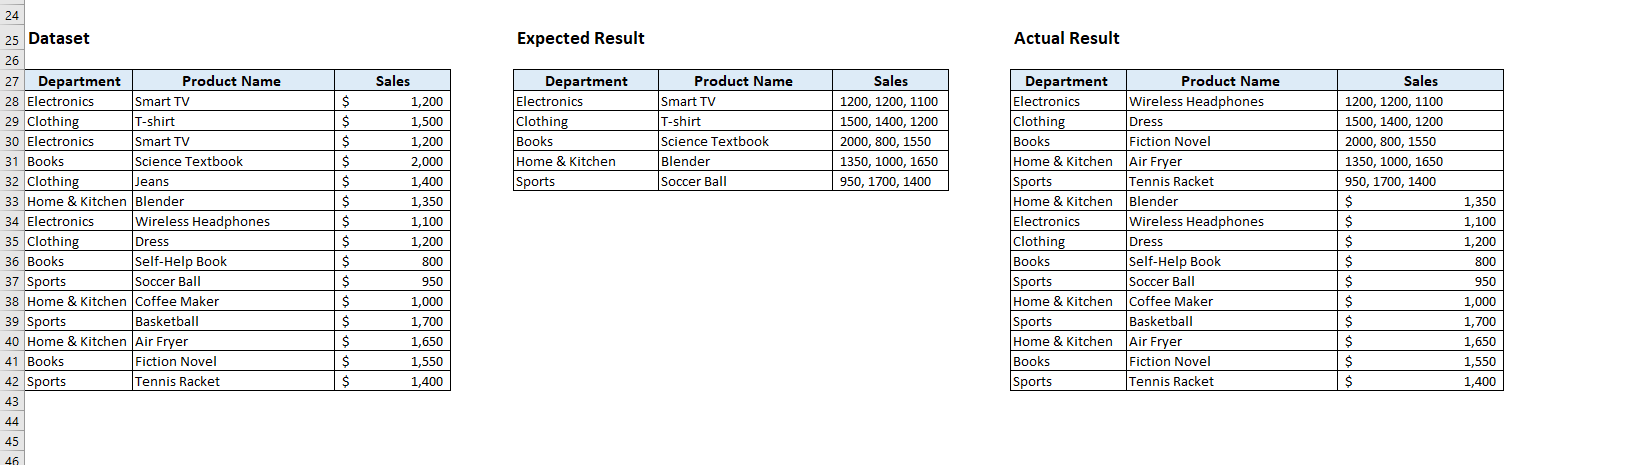 24
25 Dataset Expected Result Actual Result
26
27 Department Product Name Sales Department Product Name Sales Department Product Name Sales
28 Electronics Smart TV $ 1,200 Electronics Smart TV 1200, 1200, 1100 Electronics Wireless Headphones 1200, 1200, 1100
29 Clothing T-shirt $ 1,500 Clothing T-shirt 1500, 1400, 1200 Clothing Dress 1500, 1400, 1200
30 Electronics Smart TV $ 1,200 Books Science Textbook 2000, 800, 1550 Books Fiction Novel 2000, 800, 1550
31 Books Science Textbook $ 2,000 Home & Kitchen Blender 1350, 1000, 1650 Home & Kitchen Air Fryer 1350, 1000, 1650
32 Clothing Jeans $ 1,400 Sports Soccer Ball 950, 1700, 1400 Sports Tennis Racket 950, 1700, 1400
33 Home & Kitchen Blender $ 1,350 Home & Kitchen Blender $ 1,350
34 Electronics Wireless Headphones $ 1,100 Electronics Wireless Headphones $ 1,100
35 Clothing Dress $ 1,200 Clothing Dress $ 1,200
36 Books Self-Help Book $ 800 Books Self-Help Book $ 800
37 Sports Soccer Ball $ 950 Sports Soccer Ball $ 950
38 Home & Kitchen Coffee Maker $ 1,000 Home & Kitchen Coffee Maker $ 1,000
39 Sports Basketball $ 1,700 Sports Basketball $ 1,700
40 Home & Kitchen Air Fryer $ 1,650 Home & Kitchen Air Fryer $ 1,650
41 Books Fiction Novel $ 1,550 Books Fiction Novel $ 1,550
42 Sports Tennis Racket $ 1,400 Sports Tennis Racket $ 1,400
43
44
45
46